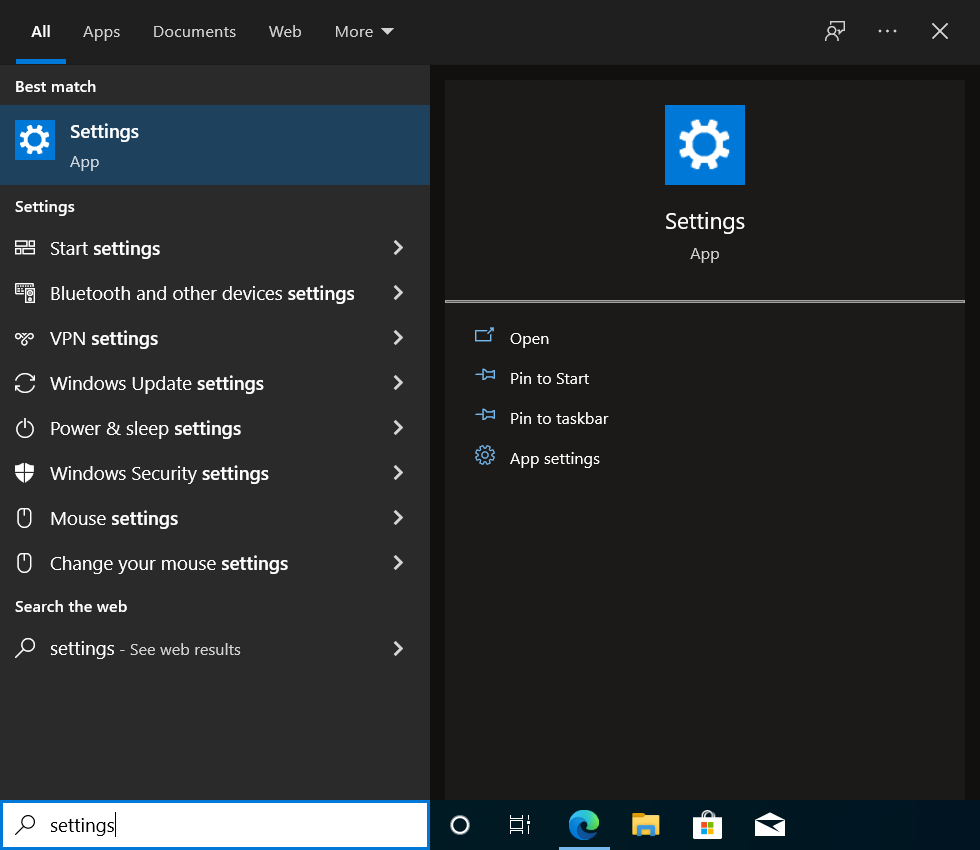 All Apps Documents Web More
Best match
Settings
App
Settings
Start settings
Bluetooth and other devices settings
VPN settings
Windows Update settings
Power & sleep settings
Windows Security settings
Mouse settings
Change your mouse settings
Search the web
settings - See web results
settings
Settings
App
Open
Pin to Start
Pin to taskbar
App settings